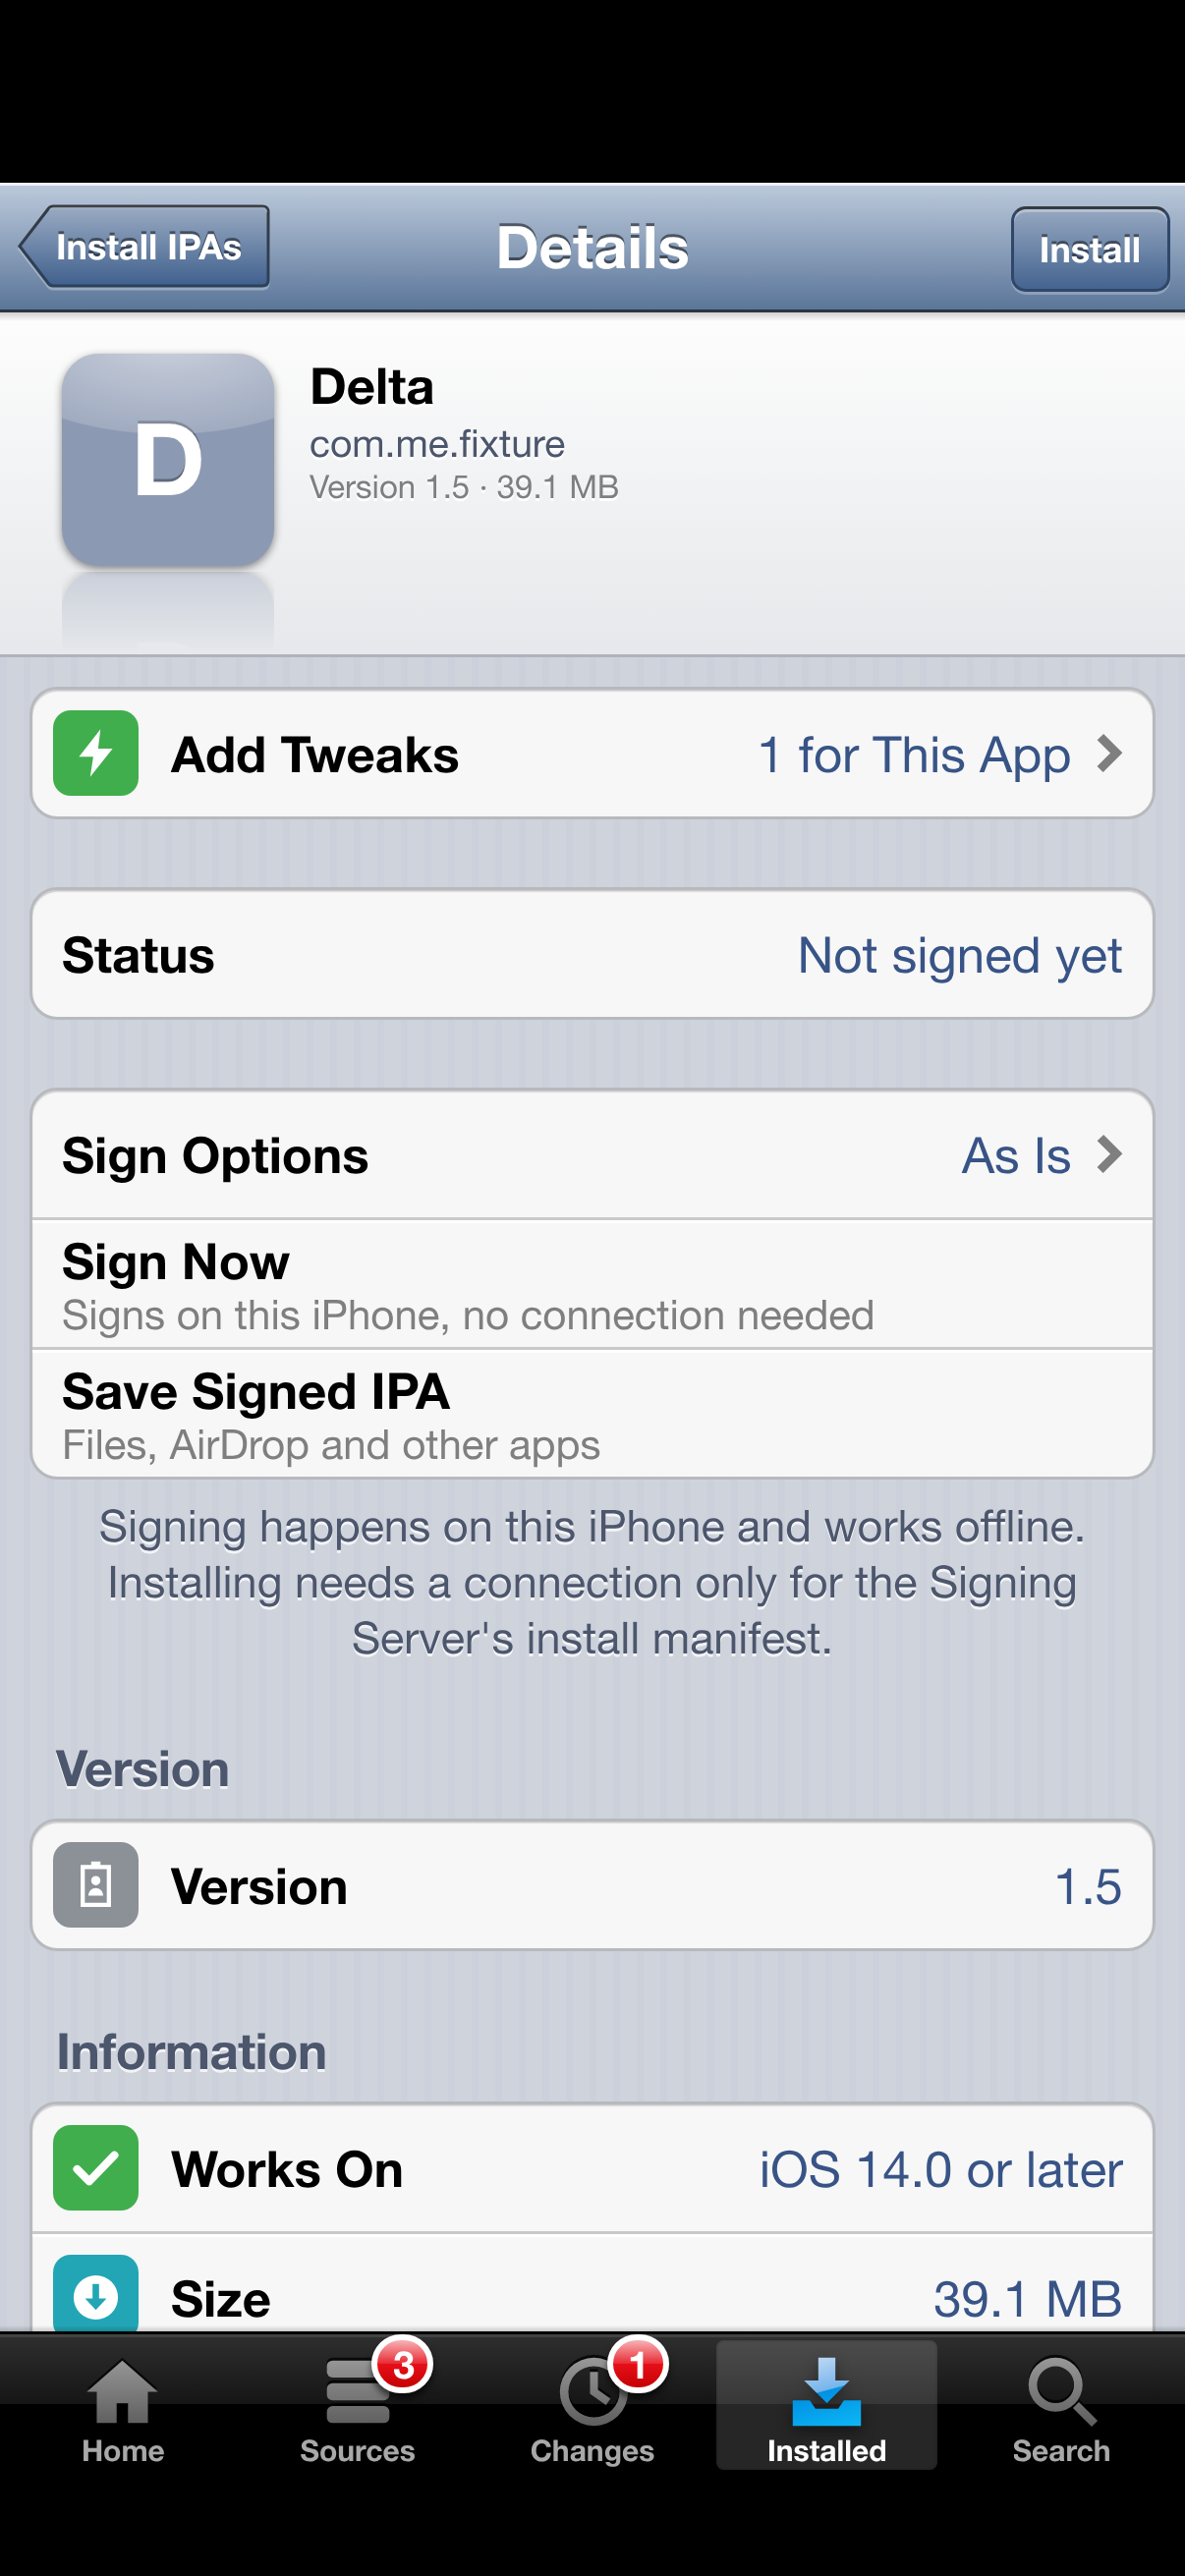 Install IPAs
Details
Install
D
Delta
com.me.fixture
Version 1.5 · 39.1 MB
Add Tweaks
1 for This App
Status
Not signed yet
Sign Options
As Is
Sign Now
Signs on this iPhone, no connection needed
Save Signed IPA
Files, AirDrop and other apps
Signing happens on this iPhone and works offline.
Installing needs a connection only for the Signing
Server's install manifest.
Version
Version
1.5
Information
Works On
iOS 14.0 or later
Size
39.1 MB
3
1
Home
Sources
Changes
Installed
Search